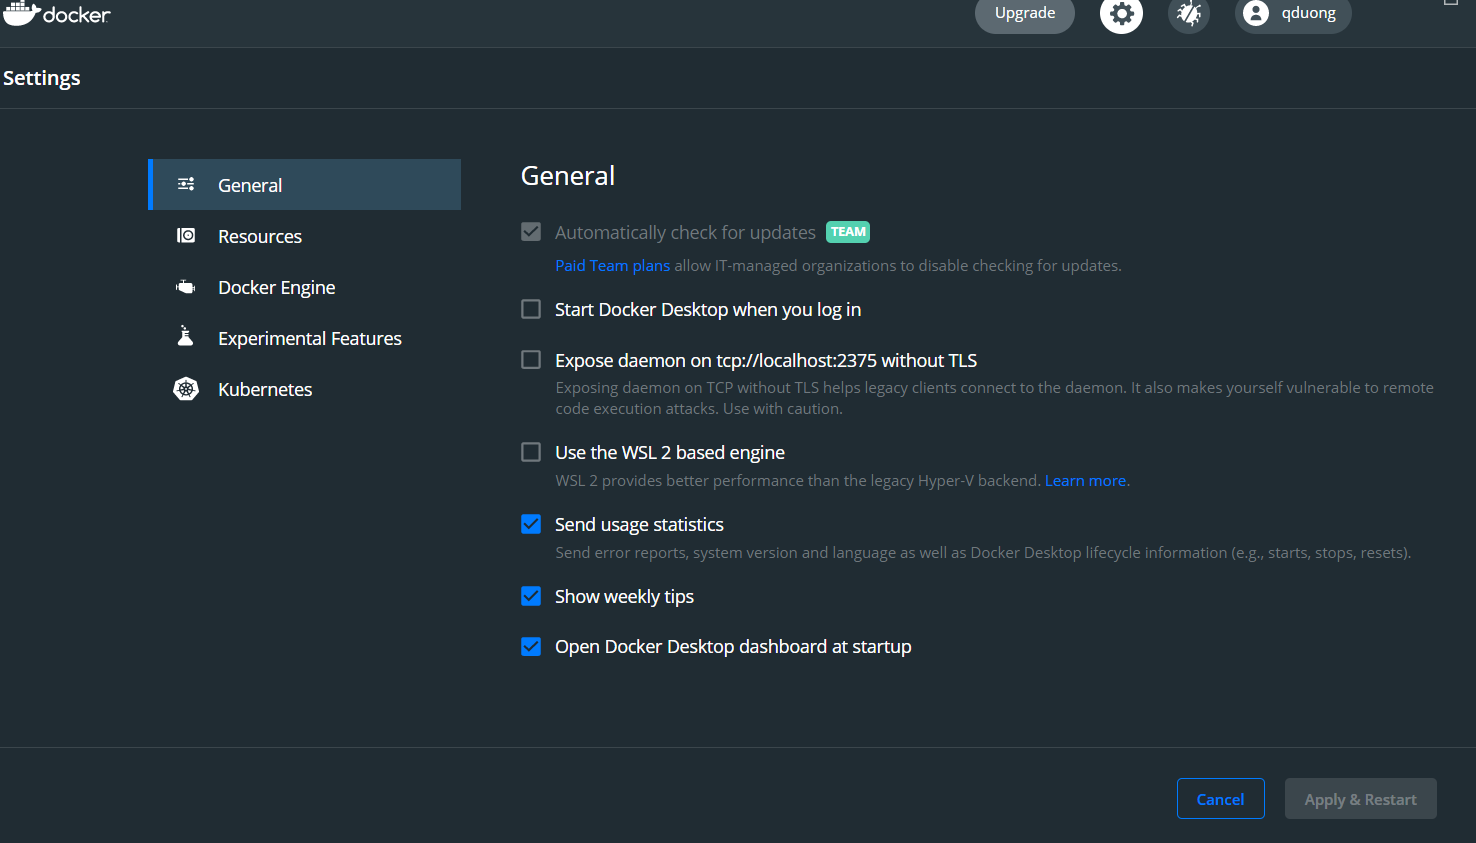 docker
Upgrade
qduong
Settings
General
Resources
Docker Engine
Experimental Features
Kubernetes
General
Automatically check for updates TEAM
Paid Team plans allow IT-managed organizations to disable checking for updates.
Start Docker Desktop when you log in
Expose daemon on tcp://localhost:2375 without TLS
Exposing daemon on TCP without TLS helps legacy clients connect to the daemon. It also makes yourself vulnerable to remote
code execution attacks. Use with caution.
Use the WSL 2 based engine
WSL 2 provides better performance than the legacy Hyper-V backend. Learn more.
Send usage statistics
Send error reports, system version and language as well as Docker Desktop lifecycle information (e.g., starts, stops, resets).
Show weekly tips
Open Docker Desktop dashboard at startup
Cancel
Apply & Restart